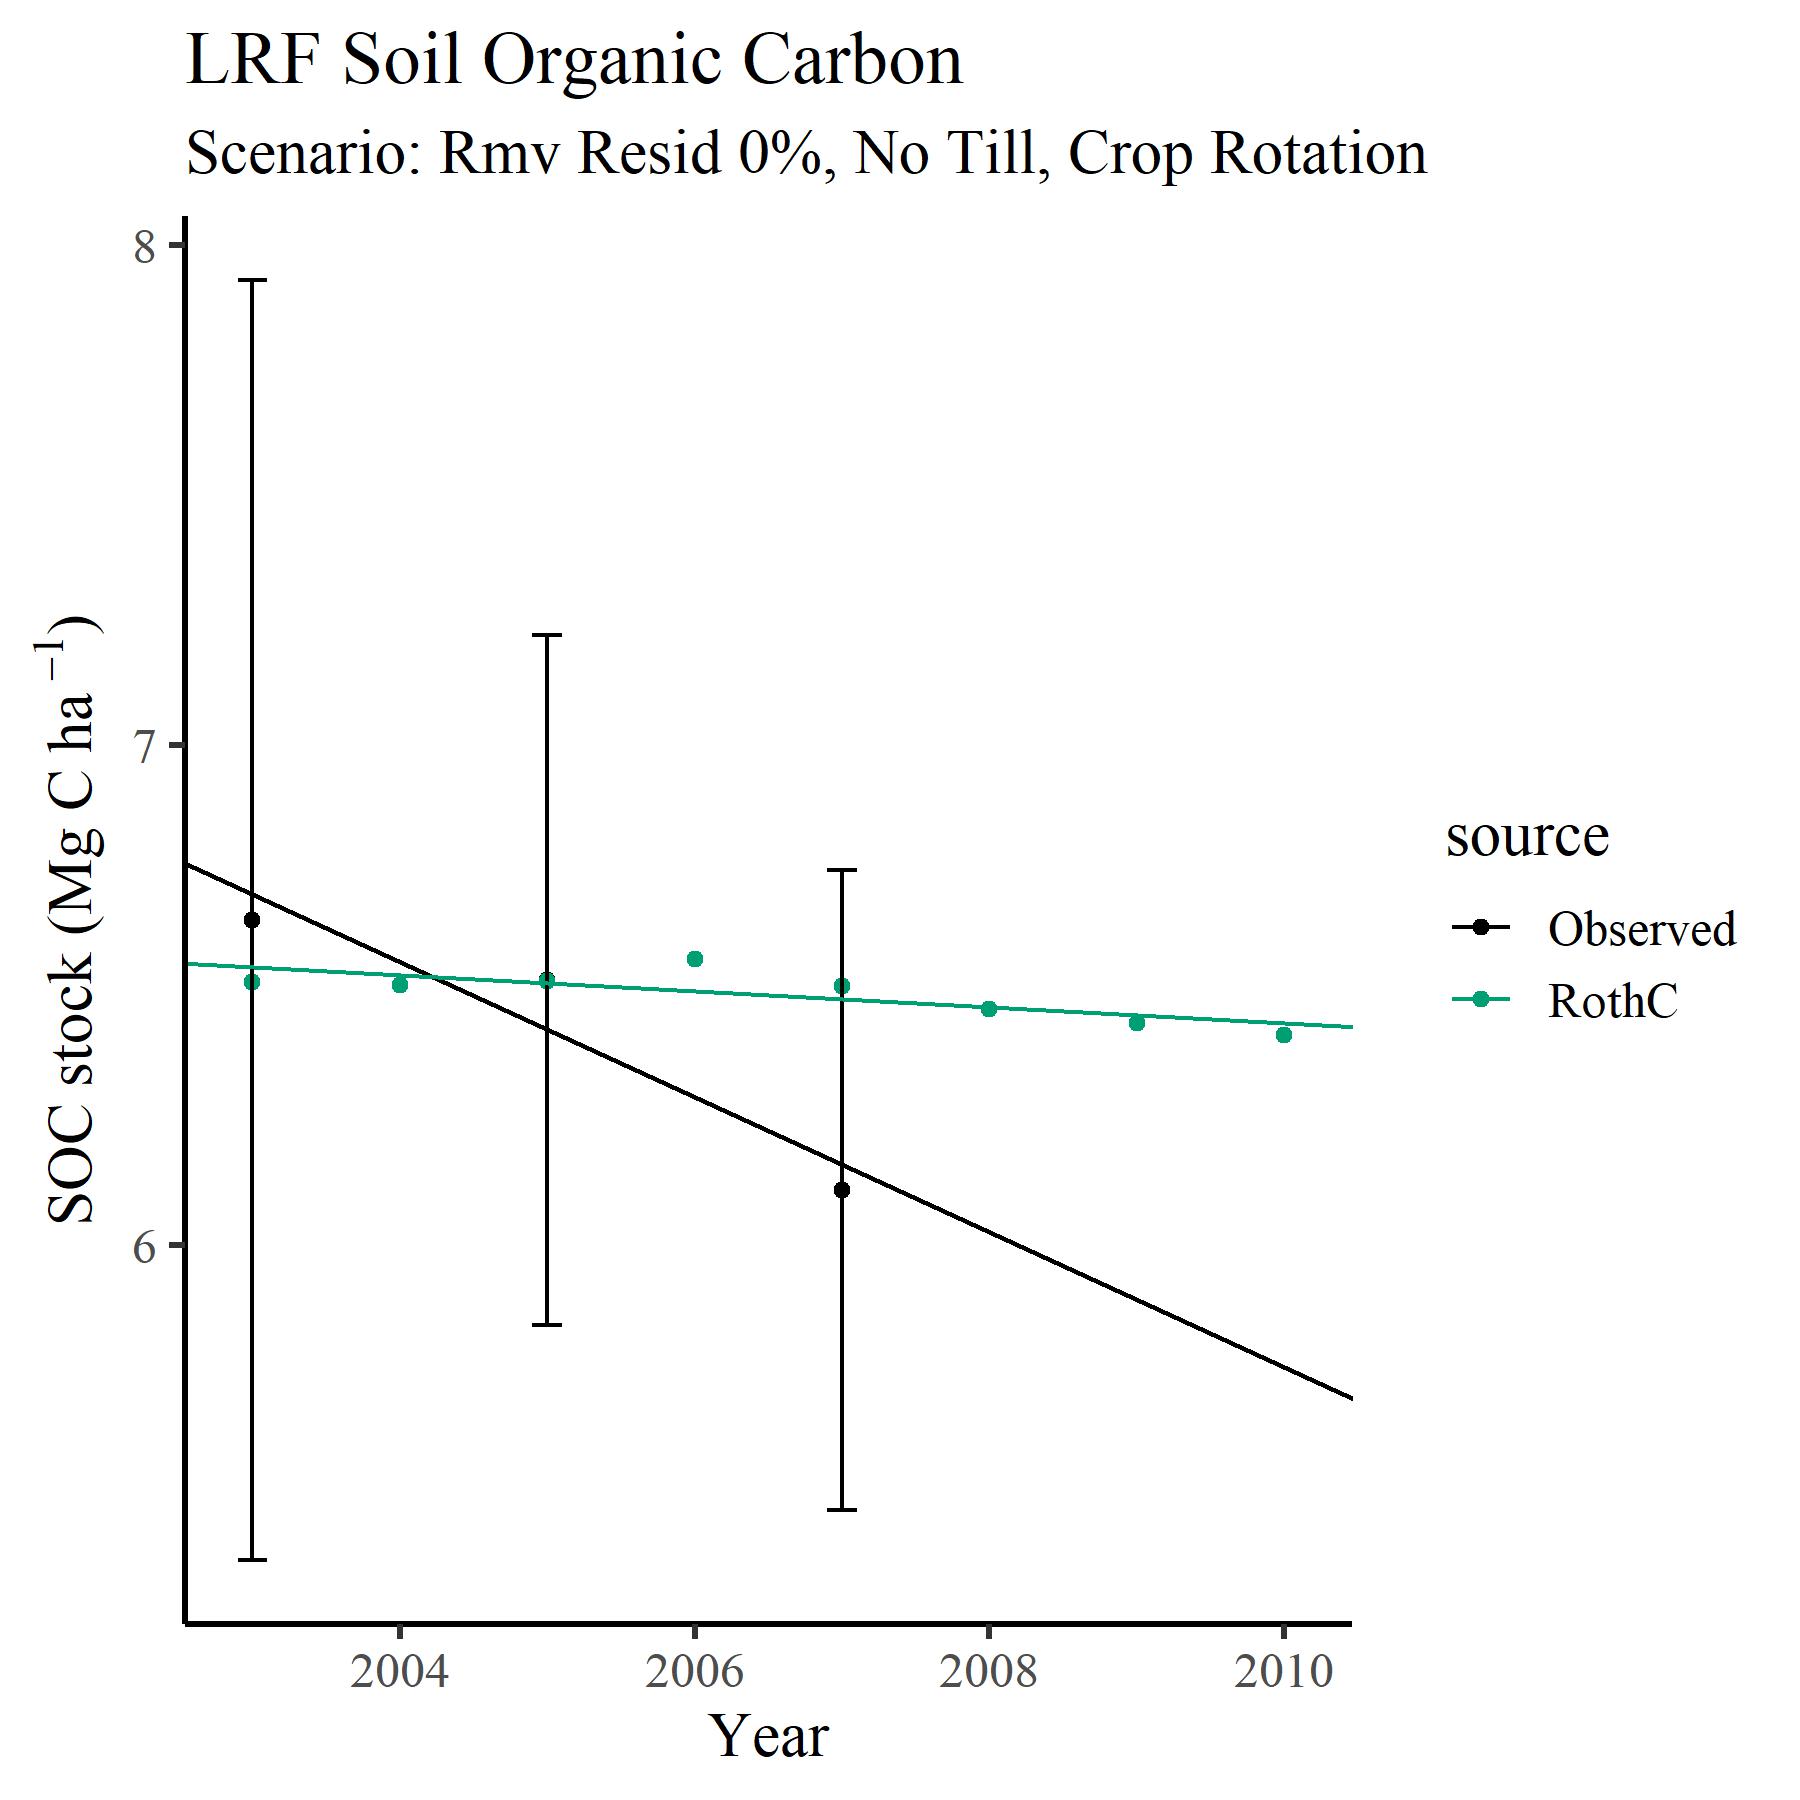 LRF Soil Organic Carbon
Scenario: Rmv Resid 0%, No Till, Crop Rotation
SOC stock (Mg C ha ⁻¹)
8
7
6
2004 2006 2008 2010
Year
source
Observed
RothC